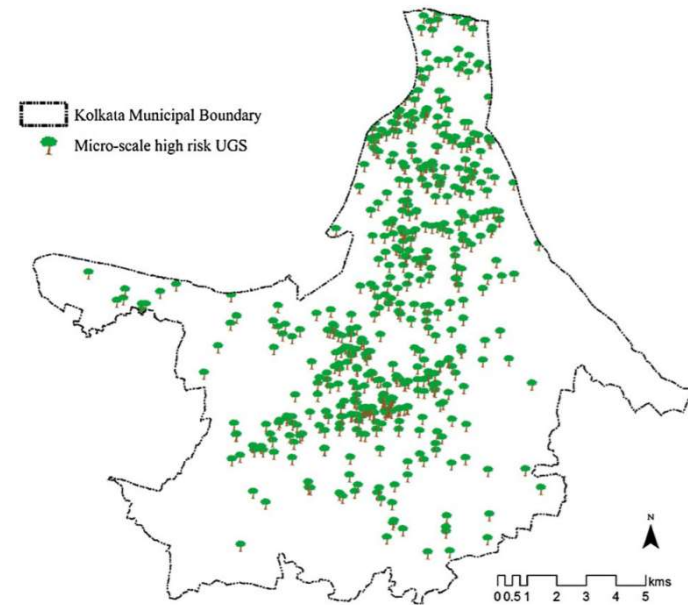 Kolkata Municipal Boundary
Micro-scale high risk UGS
N
kms
0 0.5 1 2 3 4 5